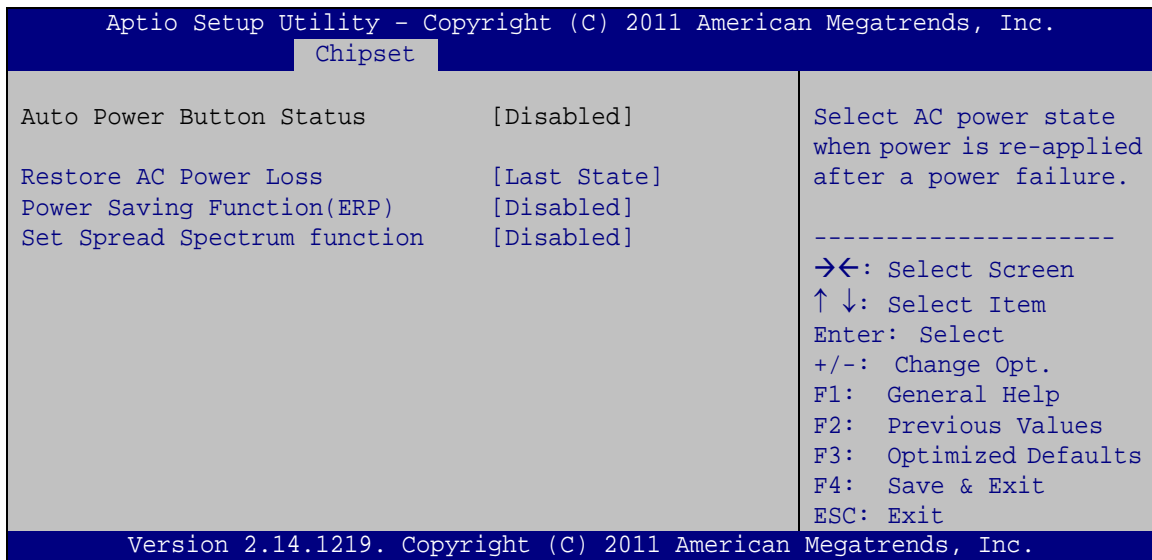 Aptio Setup Utility – Copyright (C) 2011 American Megatrends, Inc.
Chipset
Auto Power Button Status [Disabled]
Restore AC Power Loss [Last State]
Power Saving Function(ERP) [Disabled]
Set Spread Spectrum function [Disabled]
Select AC power state
when power is re-applied
after a power failure.
---------------------
→←: Select Screen
↑ ↓: Select Item
Enter: Select
+/-: Change Opt.
F1: General Help
F2: Previous Values
F3: Optimized Defaults
F4: Save & Exit
ESC: Exit
Version 2.14.1219. Copyright (C) 2011 American Megatrends, Inc.